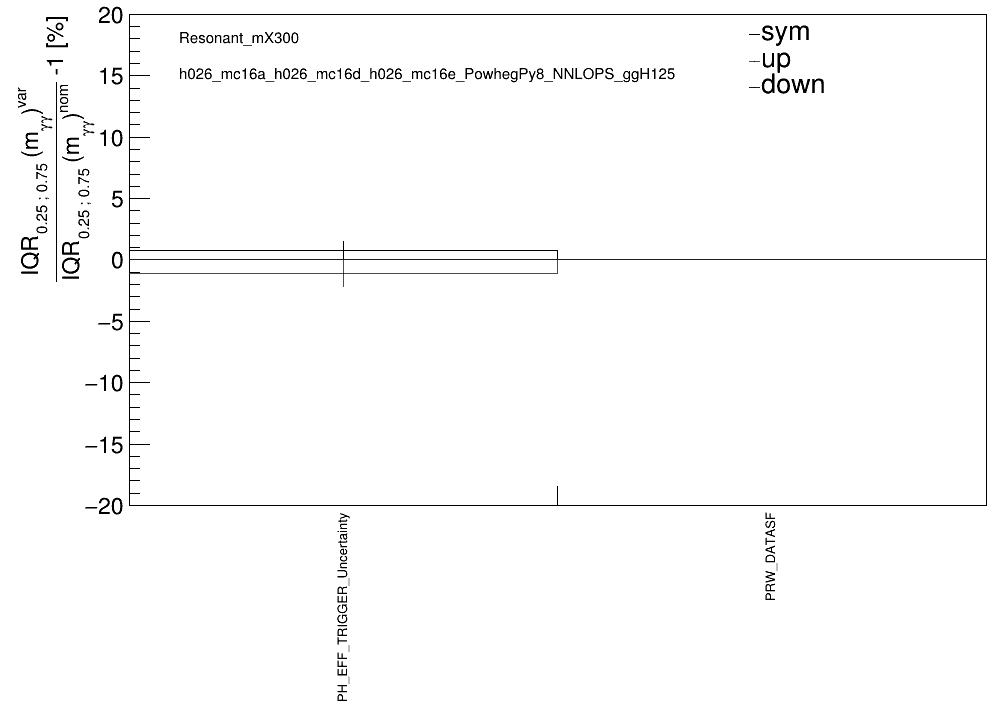 Resonant_mX300
h026_mc16a_h026_mc16d_h026_mc16e_PowhegPy8_NNLOPS_ggH125
−sym
−up
−down
IQR0.25 ; 0.75 (mγγ)var
IQR0.25 ; 0.75 (mγγ)nom -1 [%]
20
15
10
5
0
−5
−10
−15
−20
PH_EFF_TRIGGER_Uncertainty
PRW_DATASF